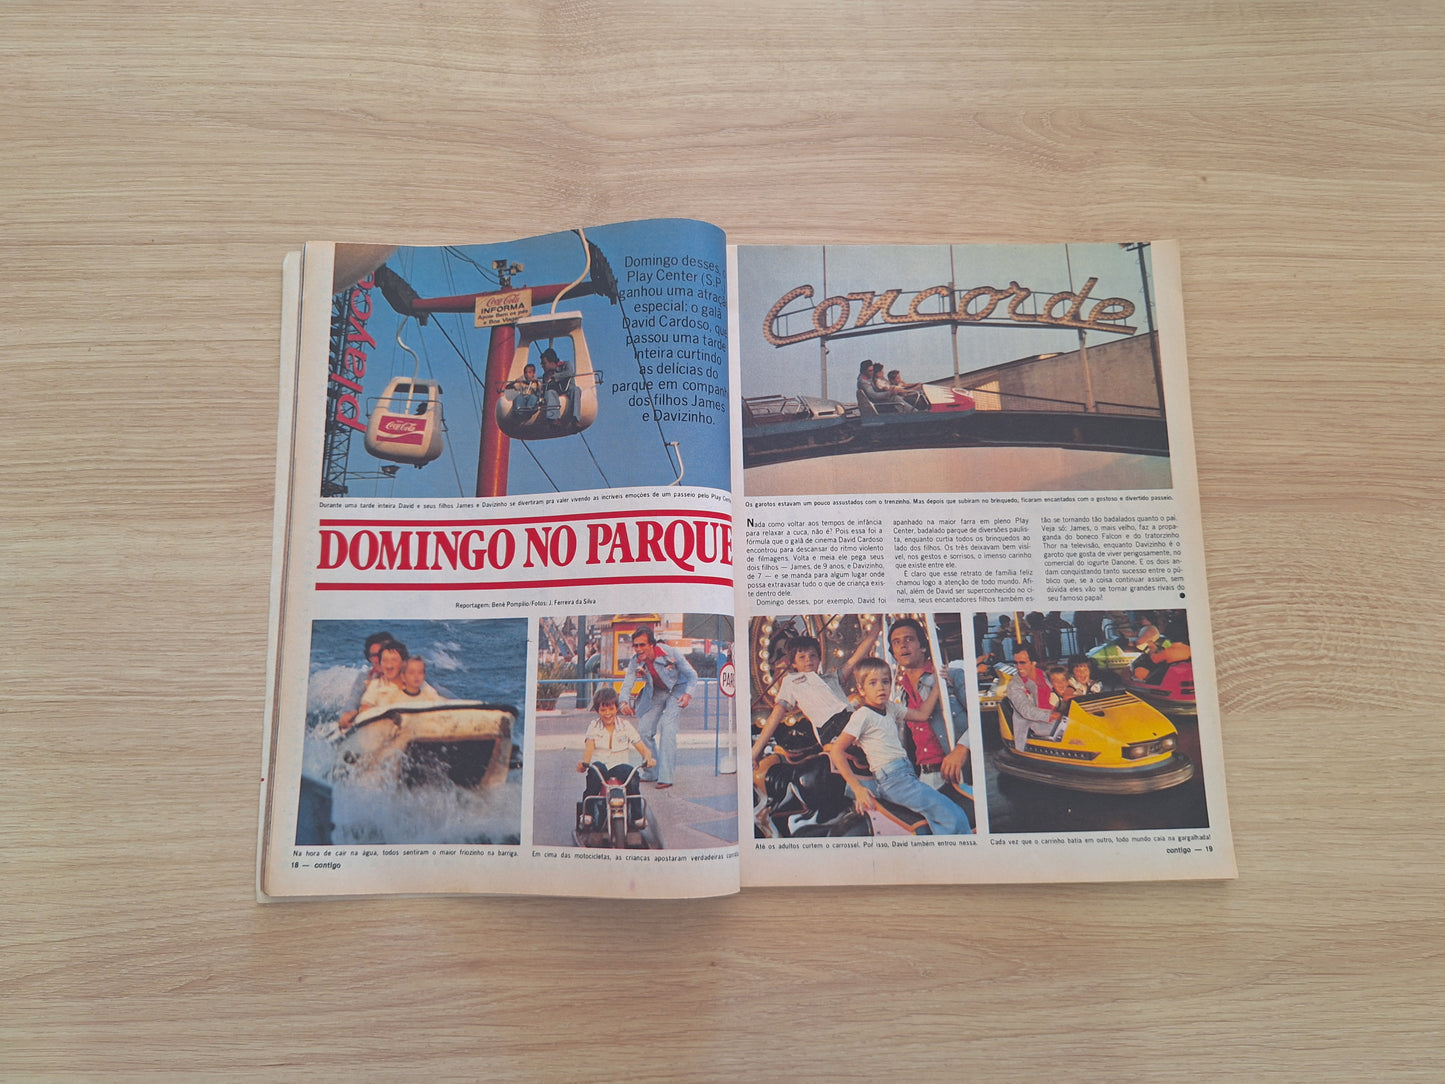 playce
Coca-Cola
INFORMA
Apoie Bem os pés
e Boa Viagem
Coca-Cola
Domingo desses, o
Play Center (S.P.
ganhou uma atraçã
especial: o galã
David Cardoso, que
passou uma tarde
inteira curtindo
as delícias do
parque em companh
dos filhos James
e Davizinho.
Durante uma tarde inteira David e seus filhos James e Davizinho se divertiram pra valer vivendo as incríveis emoções de um passeio pelo Play Cente
DOMINGO NO PARQUE
Reportagem: Benê Pompílio/Fotos: J. Ferreira da Silva
PARE
Na hora de cair na água, todos sentiram o maior friozinho na barriga.
Em cima das motocicletas, as crianças apostaram verdadeiras corrida
18 — contigo
Concorde
Os garotos estavam um pouco assustados com o trenzinho. Mas depois que subiram no brinquedo, ficaram encantados com o gostoso e divertido passeio.
Nada como voltar aos tempos de infância
para relaxar a cuca, não é? Pois essa foi a
fórmula que o galã de cinema David Cardoso
encontrou para descansar do ritmo violento
de filmagens. Volta e meia ele pega seus
dois filhos — James, de 9 anos, e Davizinho,
de 7 — e se manda para algum lugar onde
possa extravasar tudo o que de criança exis-
te dentro dele.
Domingo desses, por exemplo, David foi
apanhado na maior farra em pleno Play
Center, badalado parque de diversões paulis-
ta, enquanto curtia todos os brinquedos ao
lado dos filhos. Os três deixavam bem visí-
vel, nos gestos e sorrisos, o imenso carinho
que existe entre ele.
É claro que esse retrato de família feliz
chamou logo a atenção de todo mundo. Afi-
nal, além de David ser superconhecido no ci-
nema, seus encantadores filhos também es-
tão se tornando tão badalados quanto o pai.
Veja só: James, o mais velho, faz a propa-
ganda do boneco Falcon e do tratorzinho
Thor na televisão, enquanto Davizinho é o
garoto que gosta de viver perigosamente, no
comercial do iogurte Danone. E os dois an-
dam conquistando tanto sucesso entre o pú-
blico que, se a coisa continuar assim, sem
dúvida eles vão se tornar grandes rivais do
seu famoso papai!
Até os adultos curtem o carrossel. Por isso, David também entrou nessa.
Cada vez que o carrinho batia em outro, todo mundo caía na gargalhada!
contigo — 19